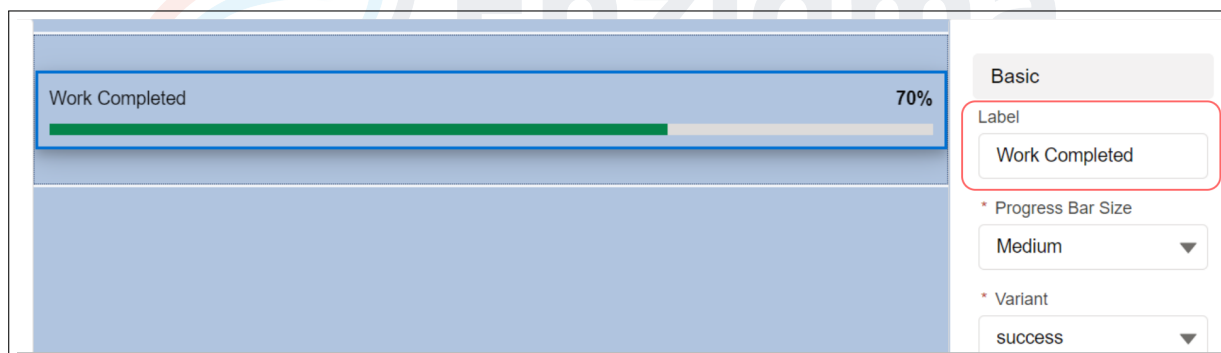 Work Completed 70%
Basic
Label
Work Completed
* Progress Bar Size
Medium
* Variant
success